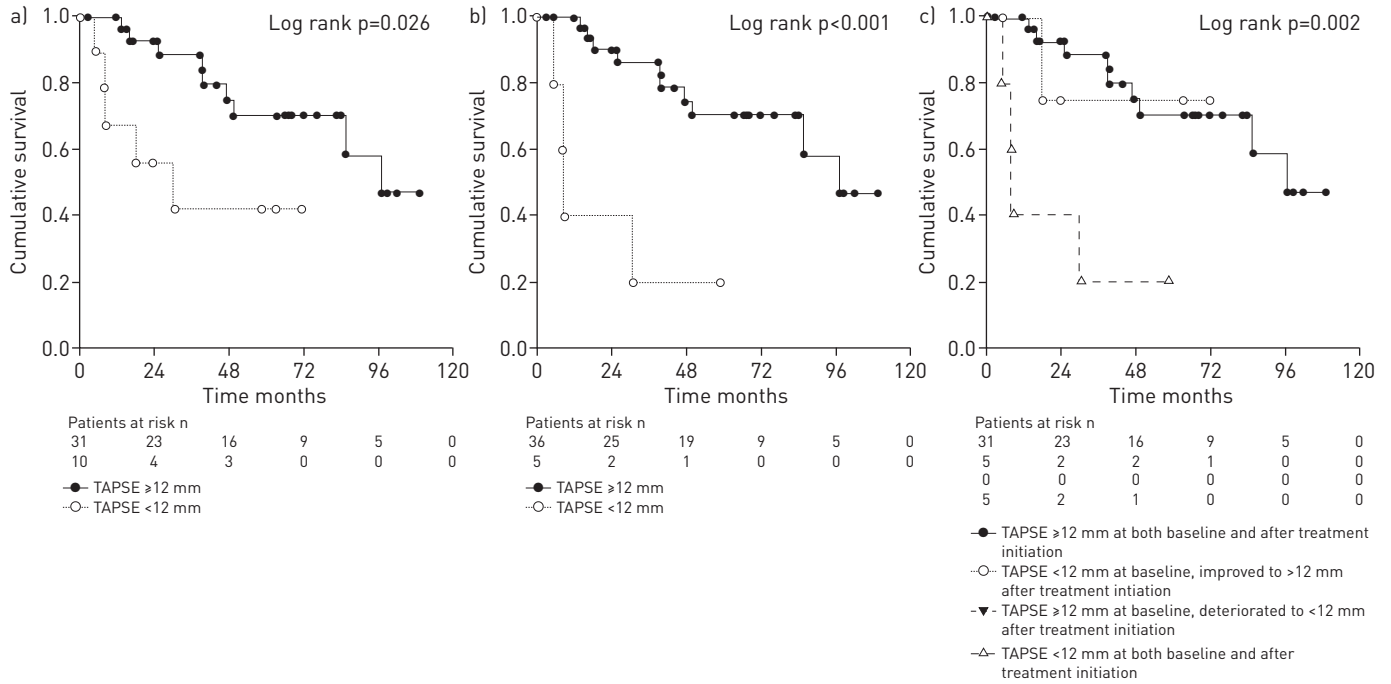 a)
Log rank p=0.026
Cumulative survival
1.0
0.8
0.6
0.4
0.2
0.0
0 24 48 72 96 120
Time months
Patients at risk n
31 23 16 9 5 0
10 4 3 0 0 0
TAPSE ≥12 mm
TAPSE <12 mm
b)
Log rank p<0.001
Cumulative survival
1.0
0.8
0.6
0.4
0.2
0.0
0 24 48 72 96 120
Time months
Patients at risk n
36 25 19 9 5 0
5 2 1 0 0 0
TAPSE ≥12 mm
TAPSE <12 mm
c)
Log rank p=0.002
Cumulative survival
1.0
0.8
0.6
0.4
0.2
0.0
0 24 48 72 96 120
Time months
Patients at risk n
31 23 16 9 5 0
5 2 2 1 0 0
0 0 0 0 0 0
5 2 1 0 0 0
TAPSE ≥12 mm at both baseline and after treatment
initiation
TAPSE <12 mm at baseline, improved to >12 mm
after treatment intiation
TAPSE ≥12 mm at baseline, deteriorated to <12 mm
after treatment initiation
TAPSE <12 mm at both baseline and after
treatment initiation